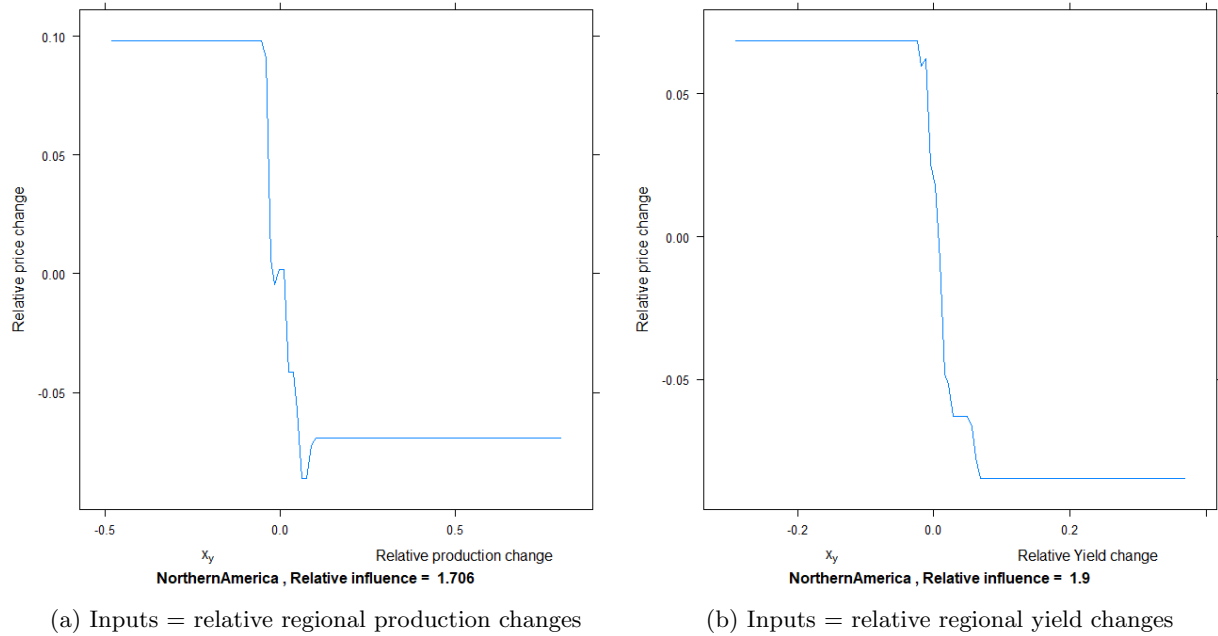 0.10
0.05
0.00
-0.05
Relative price change
-0.5 0.0 0.5
xy Relative production change
NorthernAmerica , Relative influence = 1.706
(a) Inputs = relative regional production changes
0.05
0.00
-0.05
Relative price change
-0.2 0.0 0.2
xy Relative Yield change
NorthernAmerica , Relative influence = 1.9
(b) Inputs = relative regional yield changes